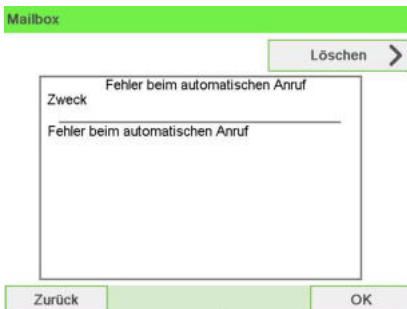 Mailbox
Löschen
Fehler beim automatischen Anruf
Zweck
Fehler beim automatischen Anruf
Zurück
OK